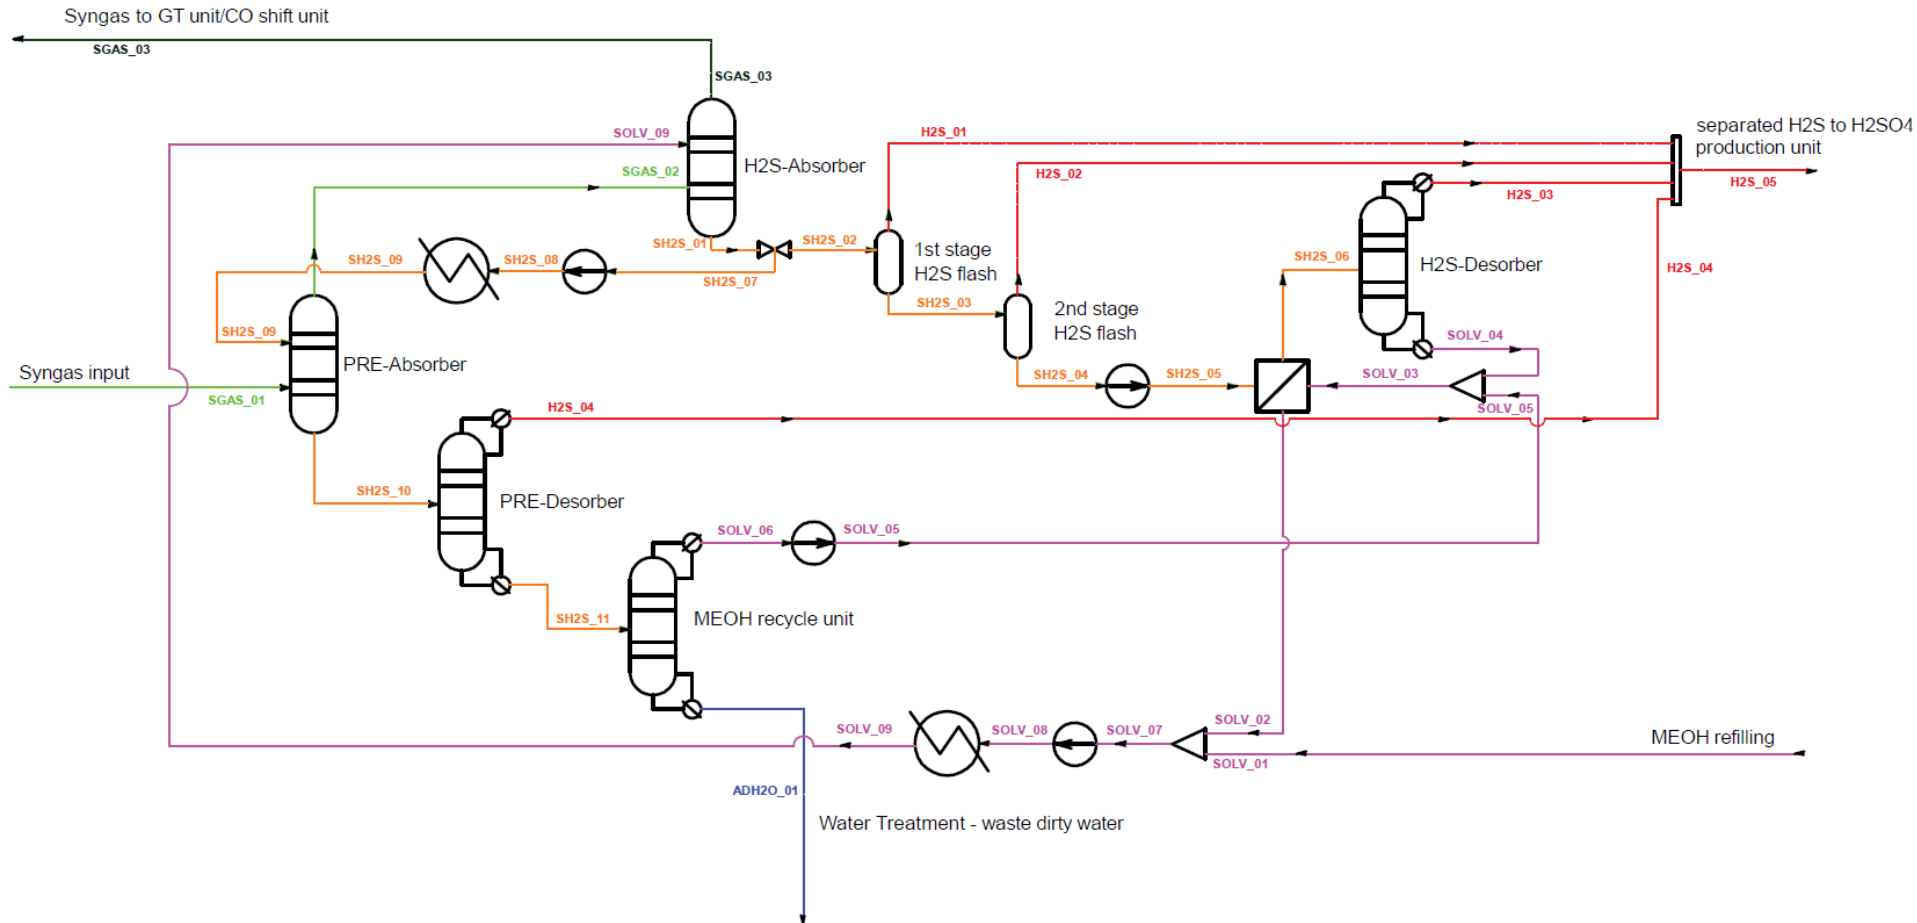 Syngas to GT unit/CO shift unit
SGAS_03
SGAS_03
SOLV_09
H2S_01
separated H2S to H2SO4
production unit
H2S-Absorber
SGAS_02
H2S_02
H2S_03
H2S_05
SH2S_01
SH2S_02
1st stage
H2S flash
SH2S_09
SH2S_08
SH2S_07
SH2S_06
H2S-Desorber
H2S_04
SH2S_03
2nd stage
H2S flash
SH2S_09
SOLV_04
PRE-Absorber
Syngas input
SGAS_01
SH2S_04
SH2S_05
SOLV_03
SOLV_05
H2S_04
SH2S_10
PRE-Desorber
SOLV_06
SOLV_05
SH2S_11
MEOH recycle unit
SOLV_09
SOLV_08
SOLV_07
SOLV_02
SOLV_01
MEOH refilling
ADH2O_01
Water Treatment - waste dirty water